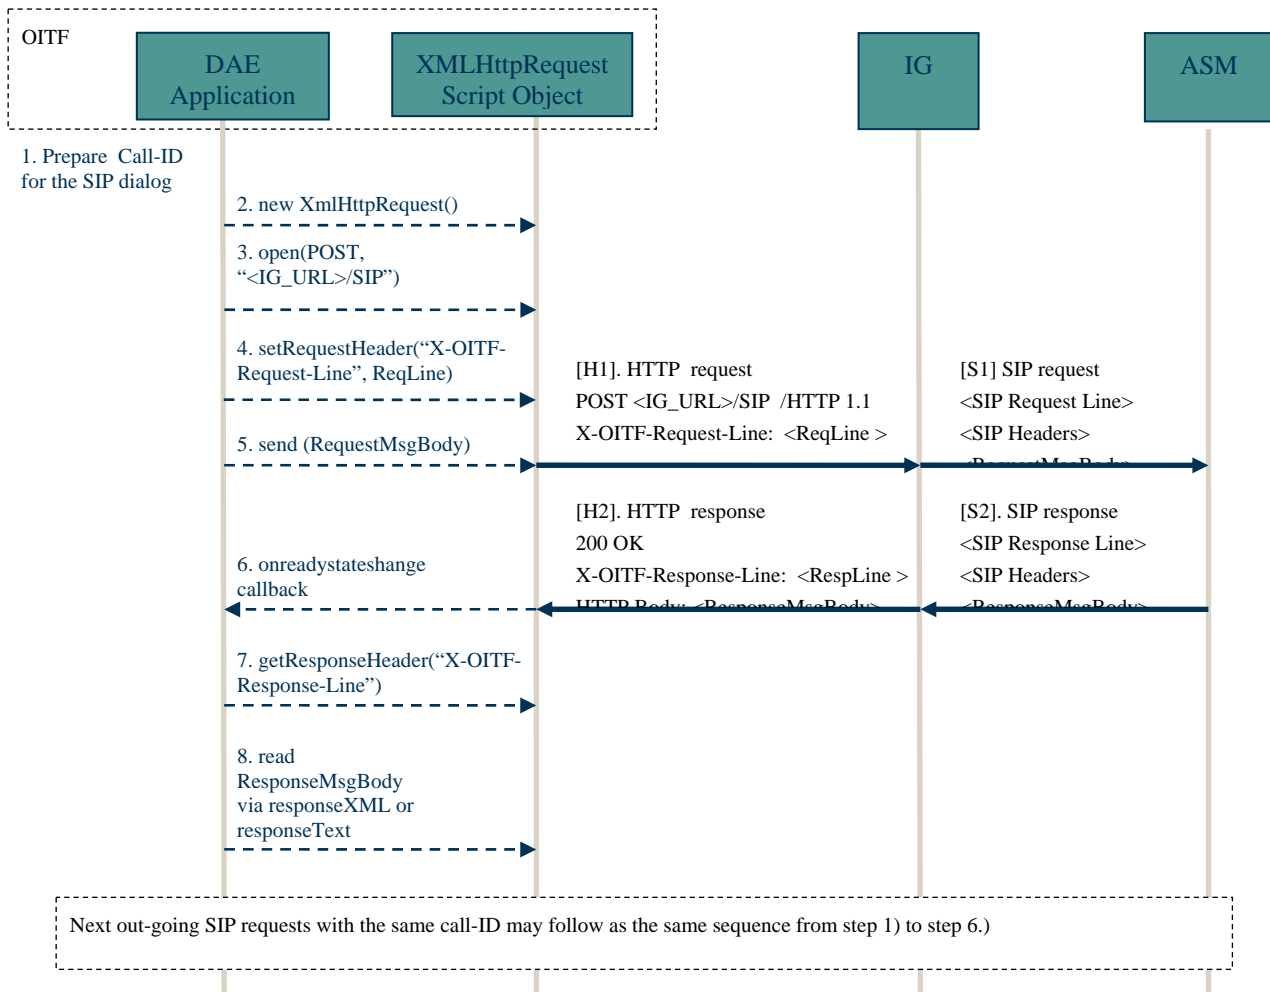 OITF
DAE
Application
XMLHttpRequest
Script Object
IG
ASM
1. Prepare Call-ID
for the SIP dialog
2. new XmlHttpRequest()
3. open(POST,
“<IG_URL>/SIP”)
4. setRequestHeader(“X-OITF-
Request-Line”, ReqLine)
[H1]. HTTP request
POST <IG_URL>/SIP /HTTP 1.1
X-OITF-Request-Line: <ReqLine >
[S1] SIP request
<SIP Request Line>
<SIP Headers>
<RequestMsgBody>
5. send (RequestMsgBody)
[H2]. HTTP response
200 OK
X-OITF-Response-Line: <RespLine >
HTTP Body: <ResponseMsgBody>
[S2]. SIP response
<SIP Response Line>
<SIP Headers>
<ResponseMsgBody>
6. onreadystateshange
callback
7. getResponseHeader(“X-OITF-
Response-Line”)
8. read
ResponseMsgBody
via responseXML or
responseText
Next out-going SIP requests with the same call-ID may follow as the same sequence from step 1) to step 6.)